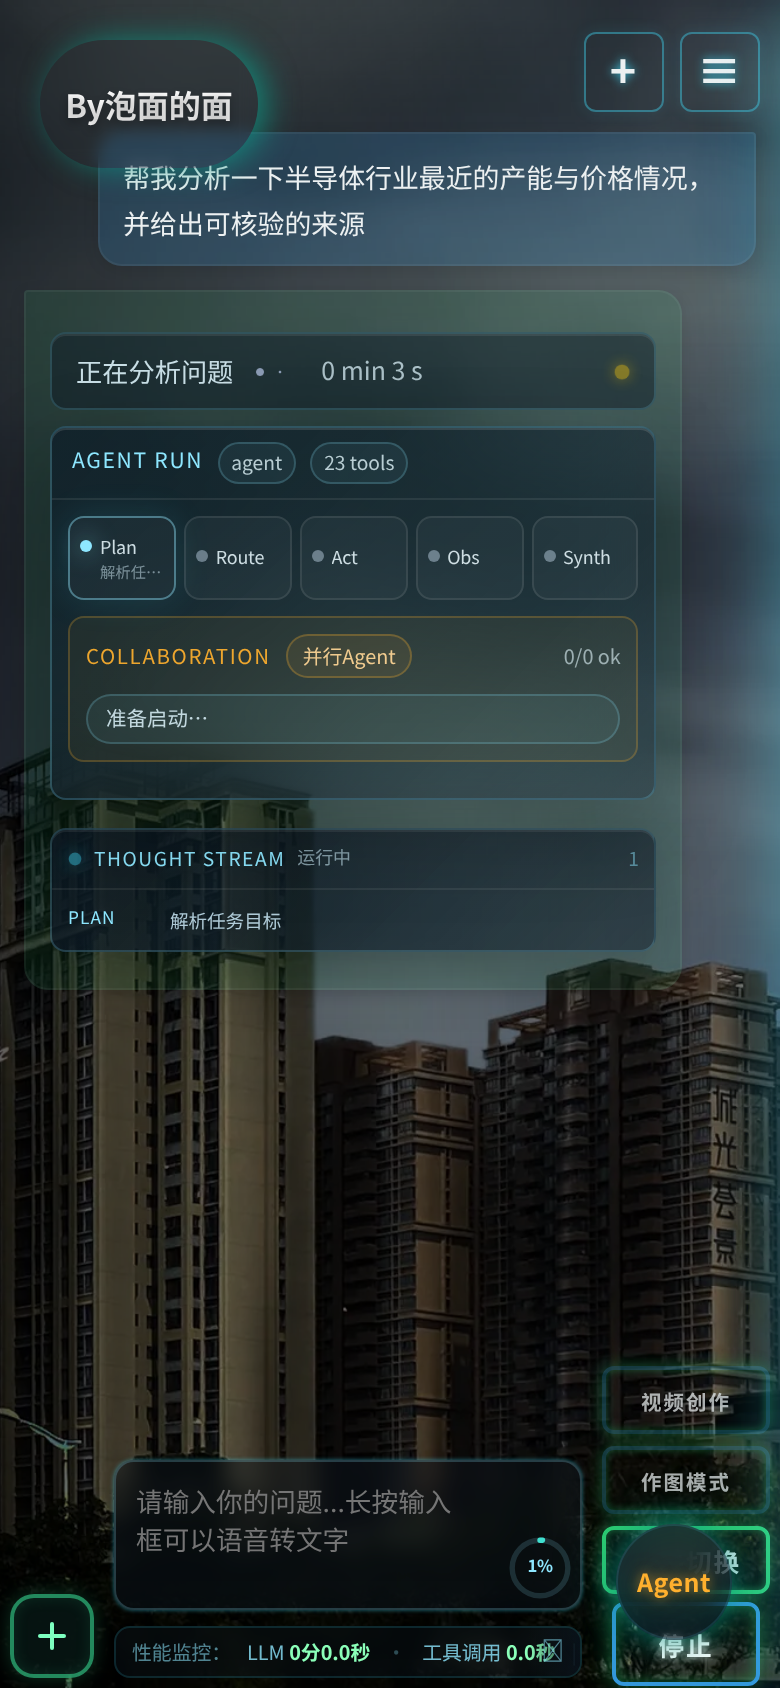 By泡面的面
帮我分析一下半导体行业最近的产能与价格情况，
并给出可核验的来源
正在分析问题 0 min 3 s
AGENT RUN agent 23 tools
Plan
解析任…
Route
Act
Obs
Synth
COLLABORATION 并行Agent 0/0 ok
准备启动…
THOUGHT STREAM 运行中 1
PLAN 解析任务目标
城光荟景
视频创作
作图模式
请输入你的问题...长按输入
框可以语音转文字
1%
切换
Agent
停止
性能监控： LLM 0分0.0秒 · 工具调用 0.0秒